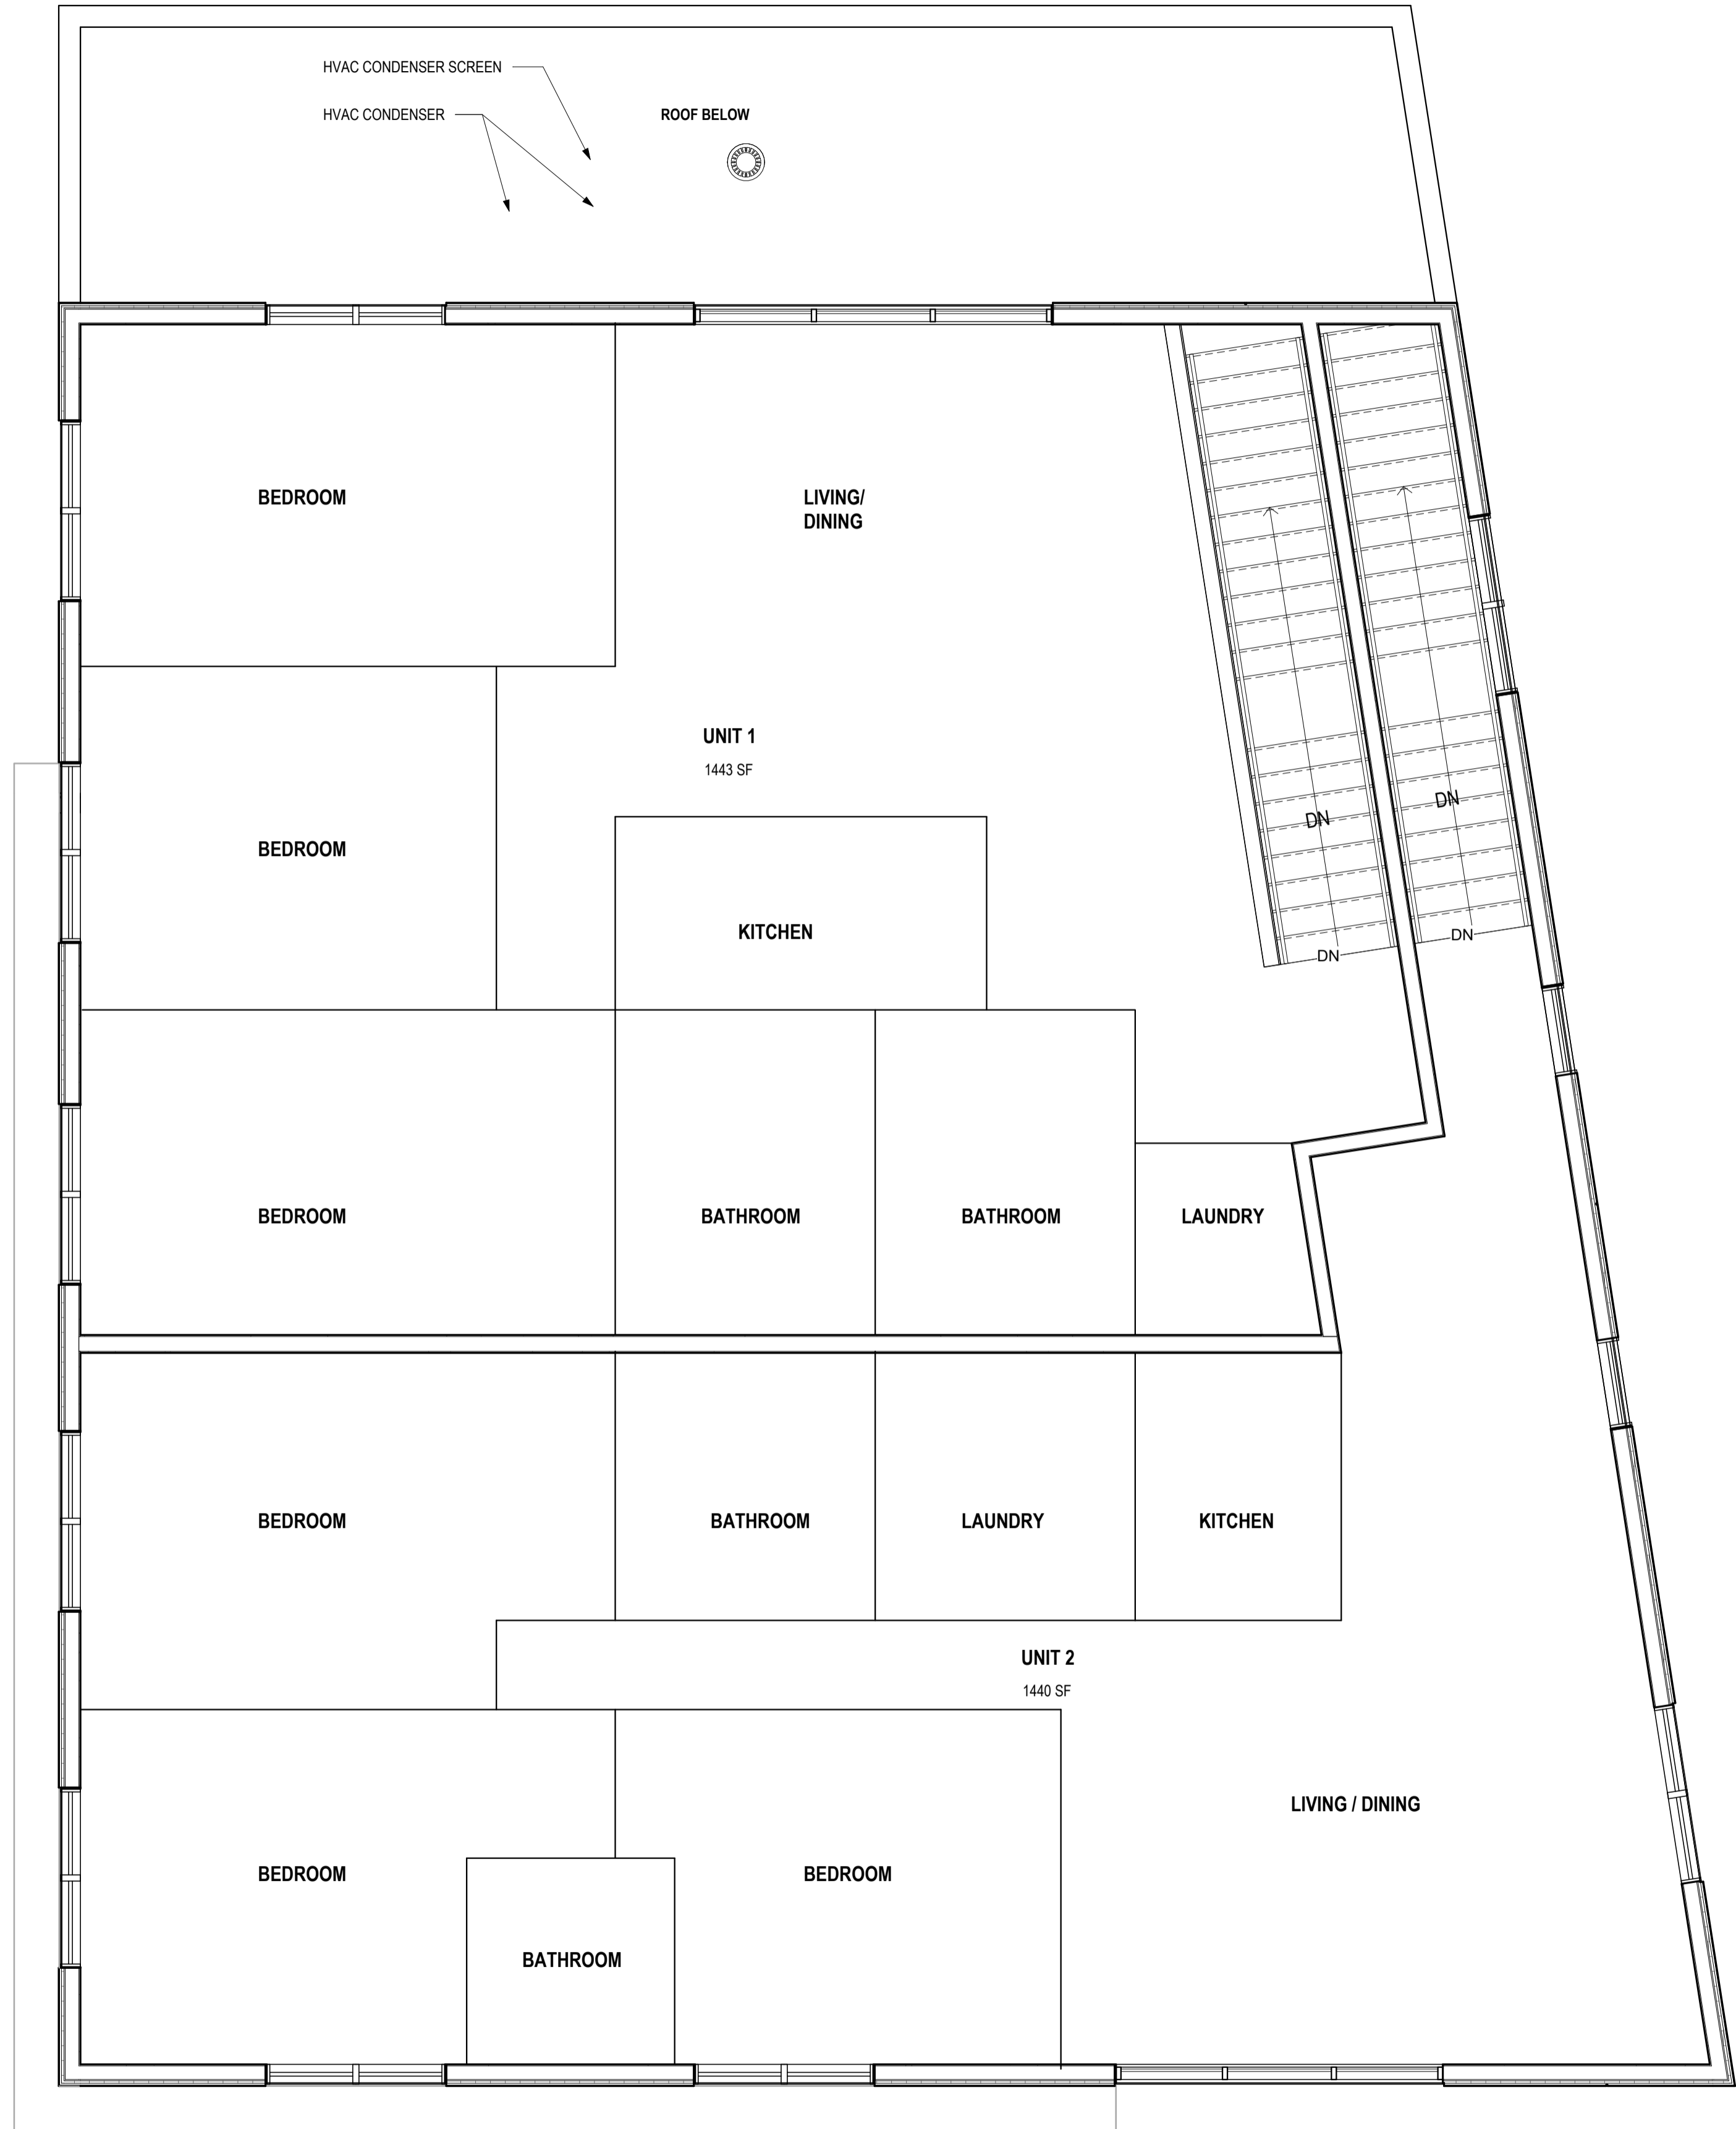 HVAC CONDENSER SCREEN
HVAC CONDENSER
ROOF BELOW
BEDROOM
LIVING/
DINING
UNIT 1
1443 SF
DN
DN
BEDROOM
KITCHEN
DN
DN
BEDROOM
BATHROOM
BATHROOM
LAUNDRY
BEDROOM
BATHROOM
LAUNDRY
KITCHEN
UNIT 2
1440 SF
LIVING / DINING
BEDROOM
BEDROOM
BATHROOM